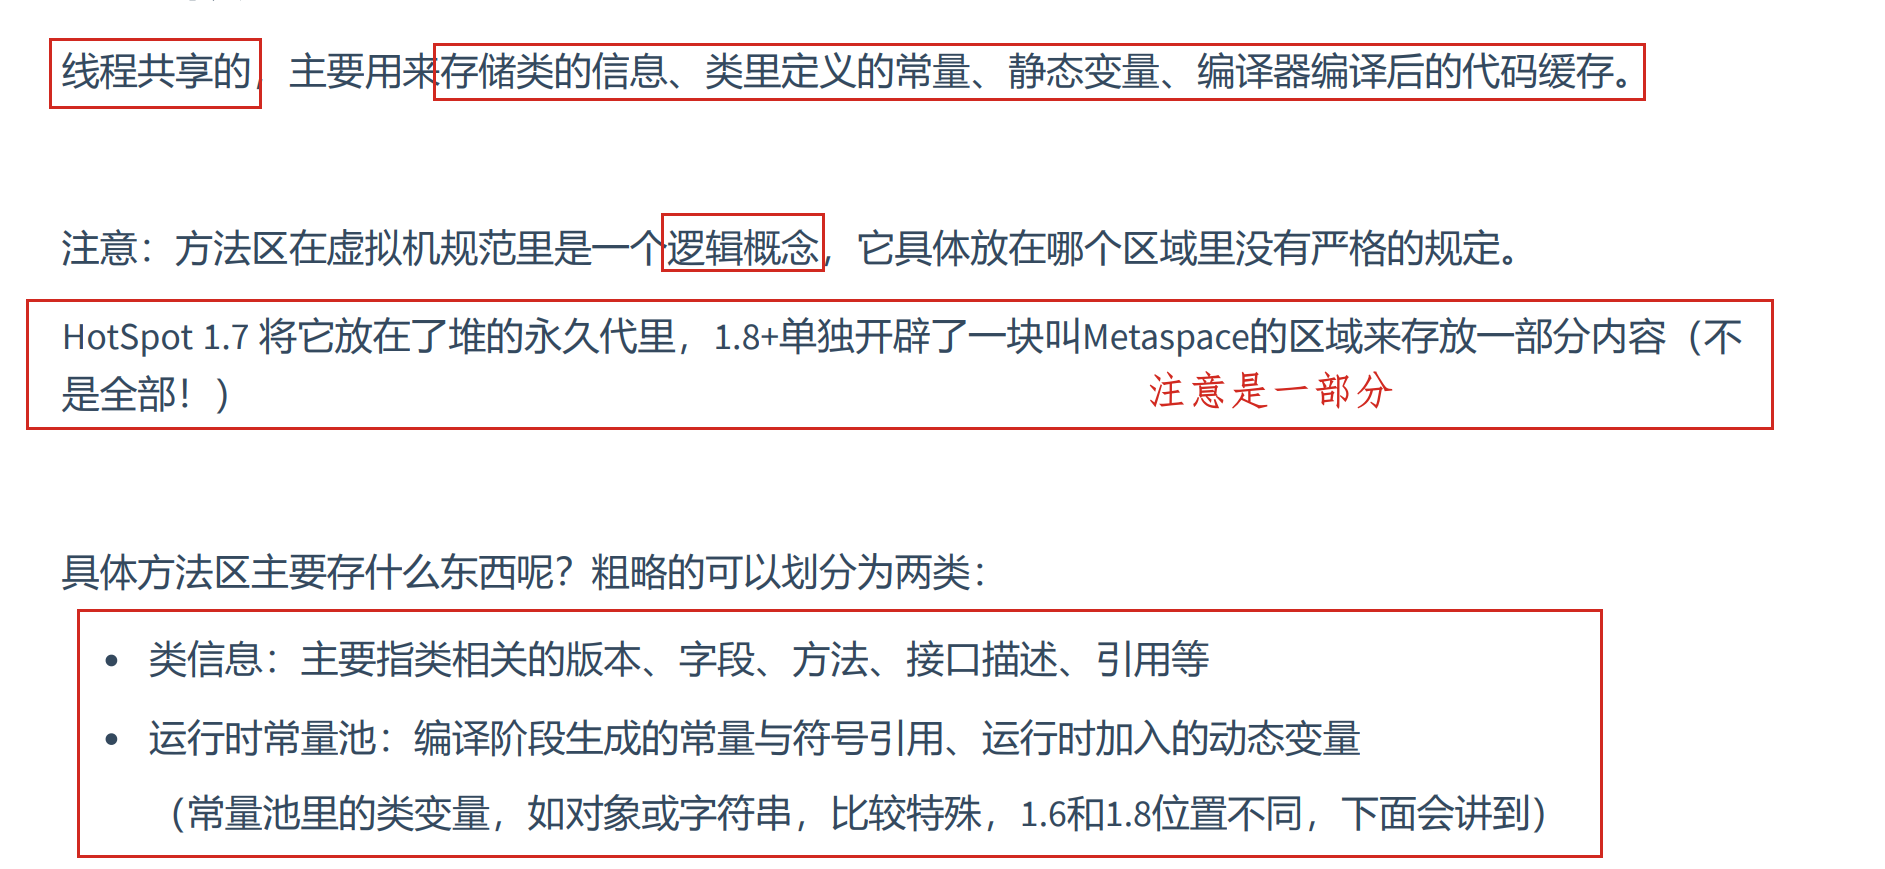 线程共享的，主要用来存储类的信息、类里定义的常量、静态变量、编译器编译后的代码缓存。
注意：方法区在虚拟机规范里是一个逻辑概念，它具体放在哪个区域里没有严格的规定。
HotSpot 1.7 将它放在了堆的永久代里，1.8+单独开辟了一块叫Metaspace的区域来存放一部分内容（不
是全部！）
注意是一部分
具体方法区主要存什么东西呢？粗略的可以划分为两类：
• 类信息：主要指类相关的版本、字段、方法、接口描述、引用等
• 运行时常量池：编译阶段生成的常量与符号引用、运行时加入的动态变量
（常量池里的类变量，如对象或字符串，比较特殊，1.6和1.8位置不同，下面会讲到）